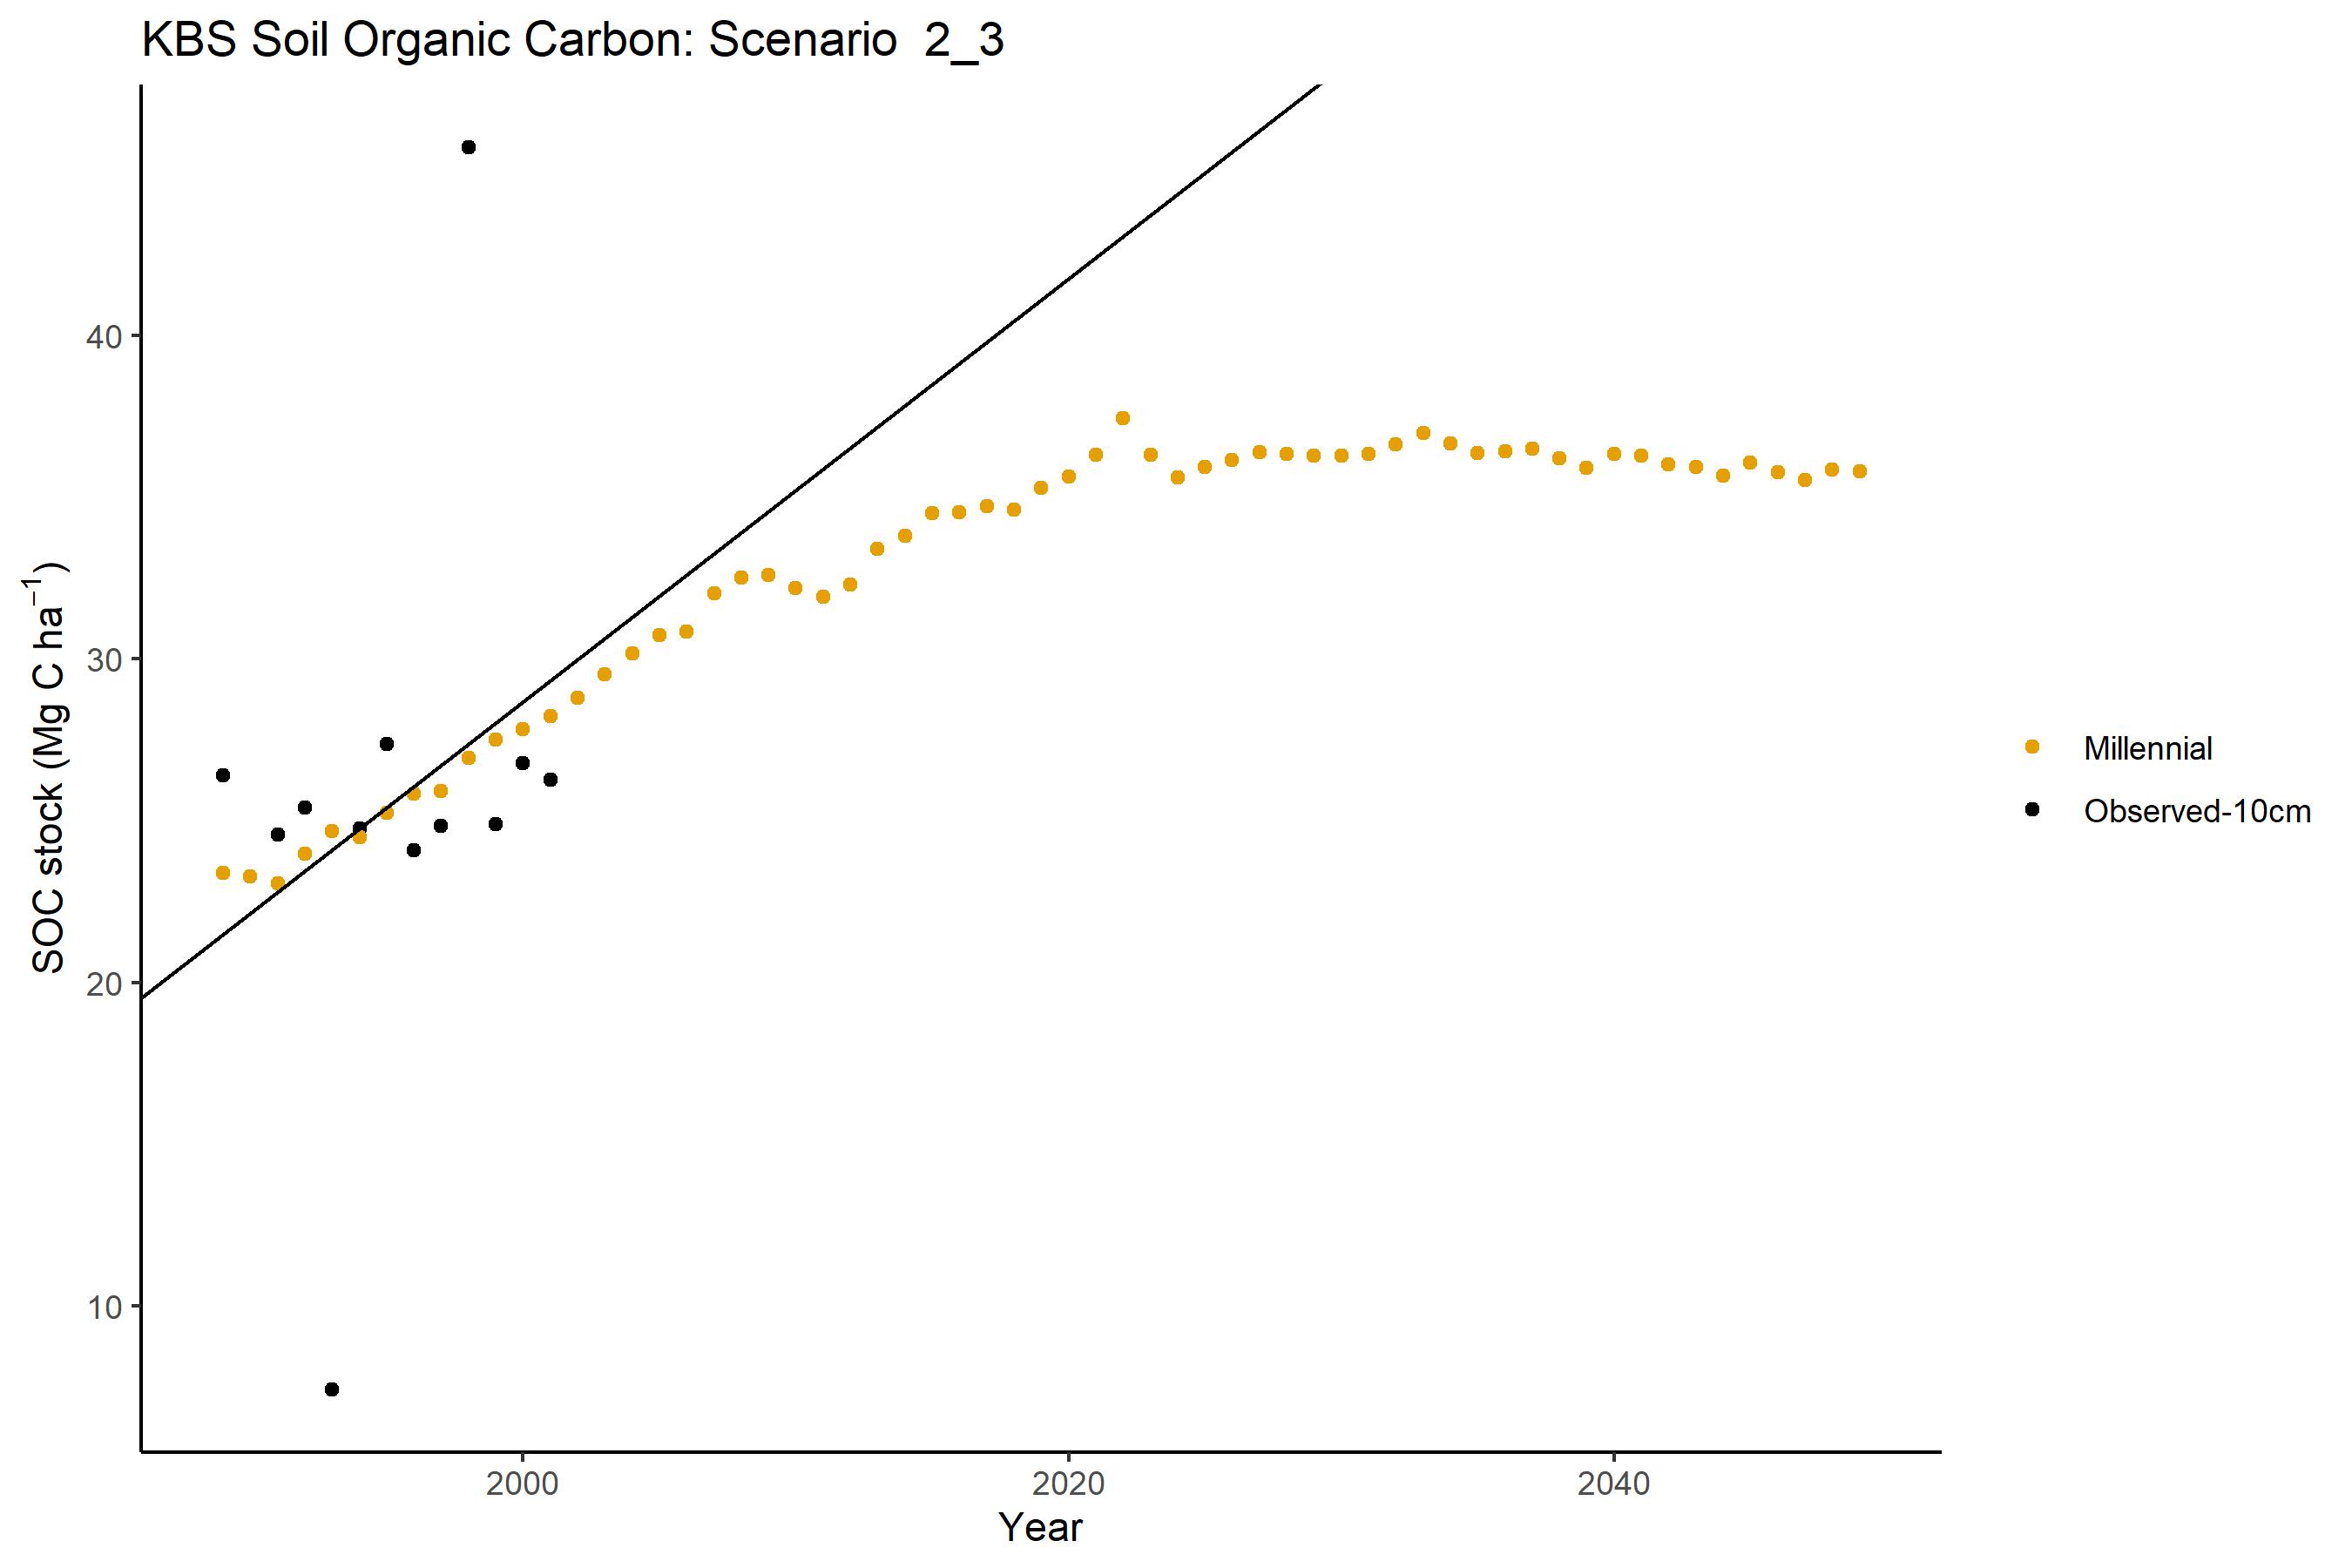 KBS Soil Organic Carbon: Scenario  2_3
SOC stock (Mg C ha⁻¹)
40
30
20
10
2000
2020
2040
Year
Millennial
Observed-10cm